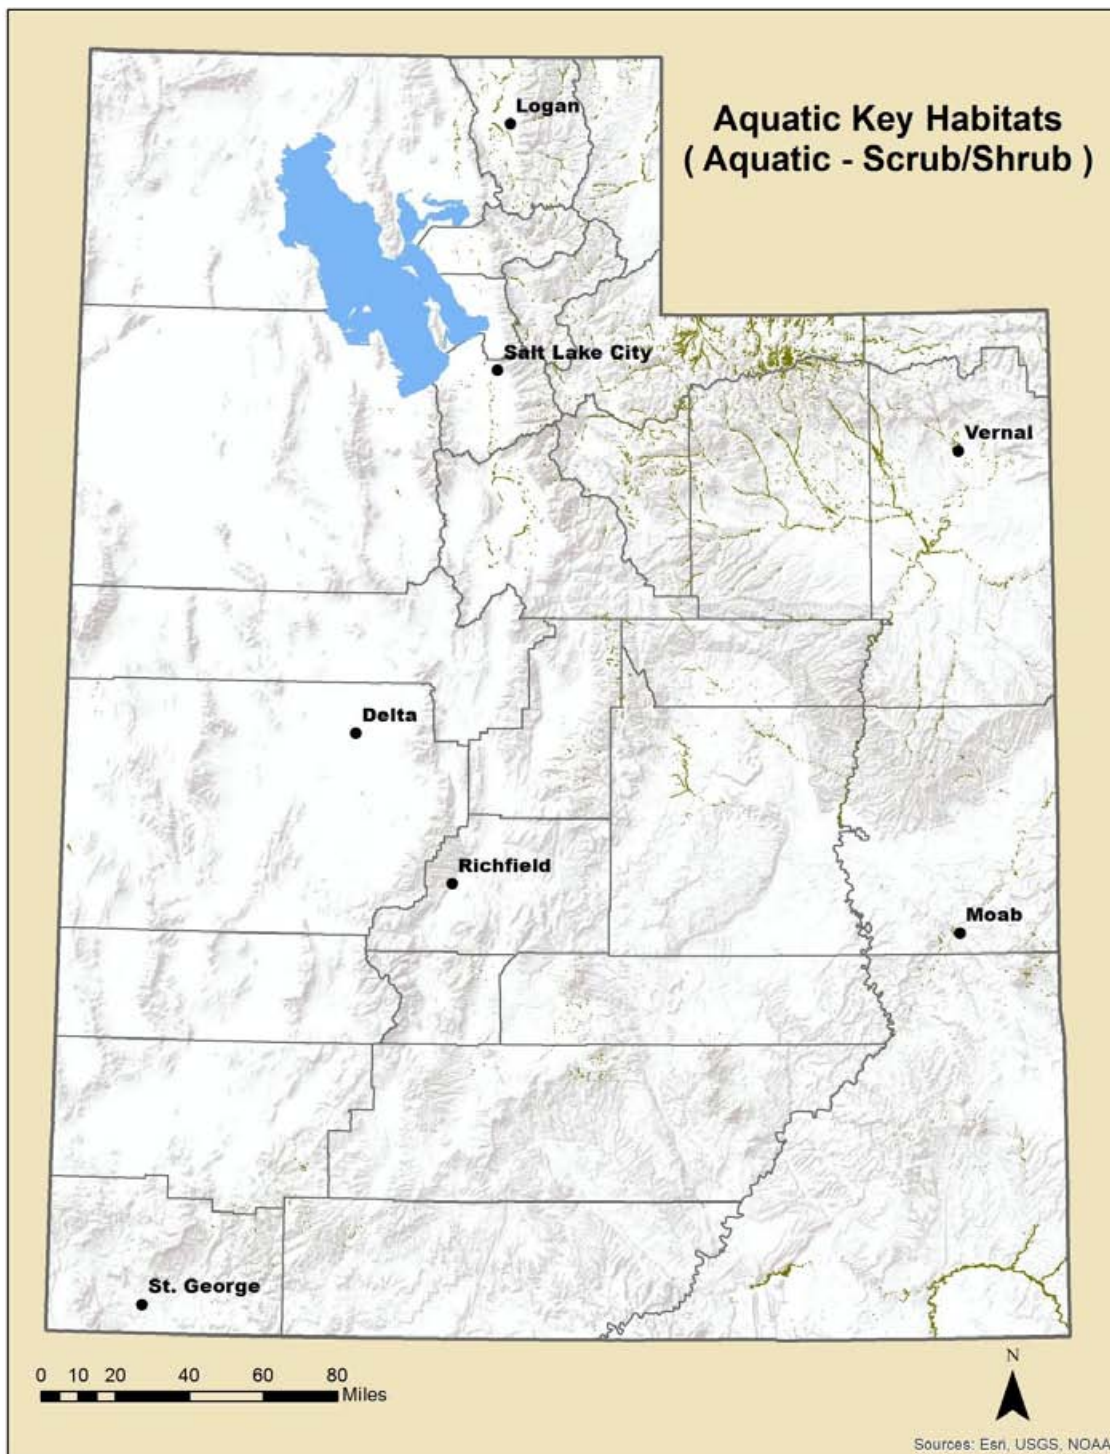 Logan
Aquatic Key Habitats
( Aquatic - Scrub/Shrub )
Salt Lake City
Vernal
Delta
Richfield
Moab
St. George
N
0 10 20 40 60 80
Miles
Sources: Esri, USGS, NOAA